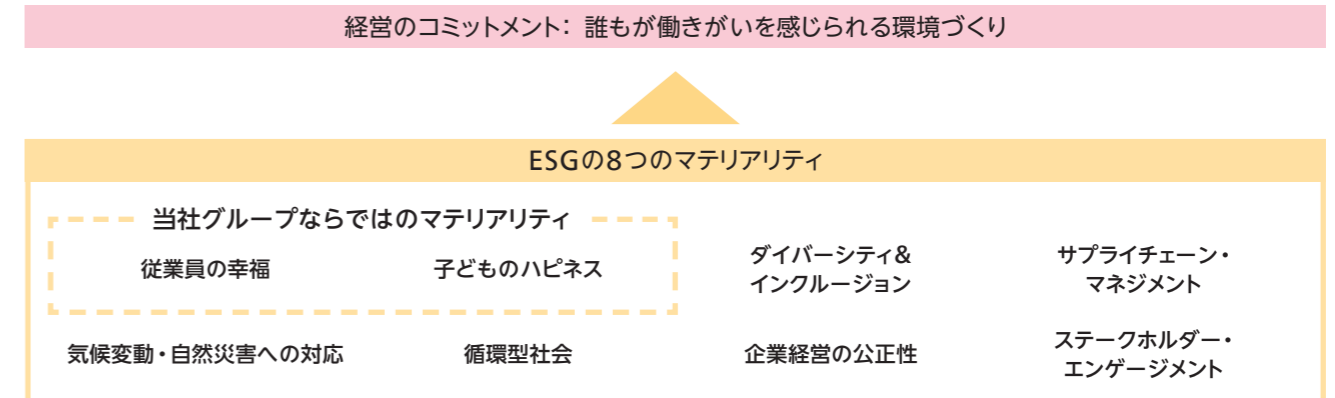 経営のコミットメント: 誰もが働きがいを感じられる環境づくり
ESGの8つのマテリアリティ
当社グループならではのマテリアリティ
従業員の幸福
子どものハピネス
ダイバーシティ&
インクルージョン
サプライチェーン・
マネジメント
気候変動・自然災害への対応
循環型社会
企業経営の公正性
ステークホルダー・
エンゲージメント